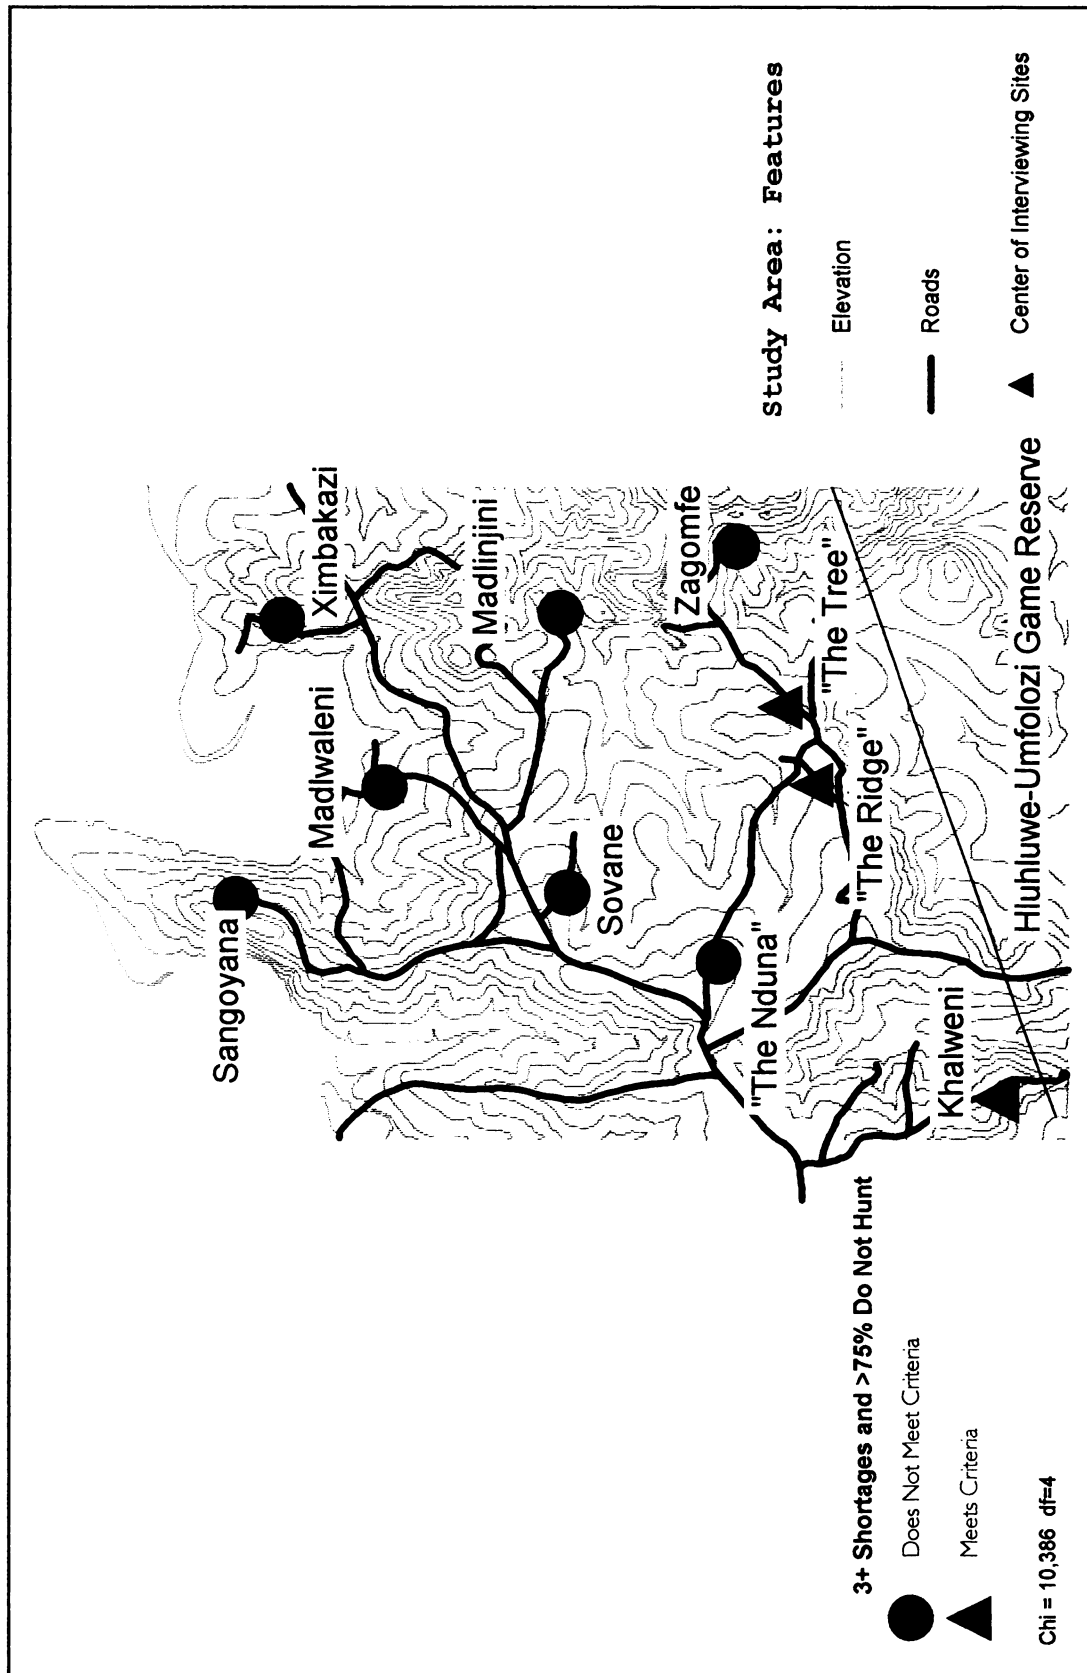 Sangoyana
Madlwaleni
Ximbakazi
Madlinjini
Sovane
Zagomfe
"The Nduna"
"The Tree"
"The Ridge"
Khalweni
Hluhluwe-Umfolozi Game Reserve
Study Area: Features
Elevation
Roads
Center of Interviewing Sites
3+ Shortages and >75% Do Not Hunt
Does Not Meet Criteria
Meets Criteria
Chi = 10,386 df=4